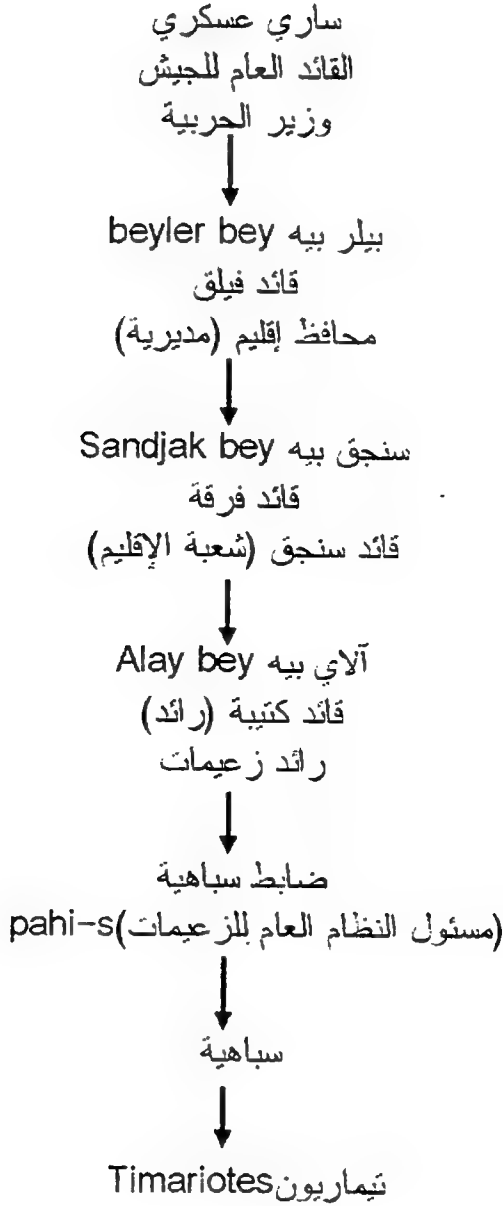 ساري عسكري
القائد العام للجيش
وزير الحربية
بيلر بيه beyler bey
قائد فيلق
محافظ إقليم (مديرية)
سنجق بيه Sandjak bey
قائد فرقة
قائد سنجق (شعبة الإقليم)
آلاي بيه Alay bey
قائد كتيبة (رائد)
رائد زعيمات
ضابط سباهية
(مسئول النظام العام للزعيمات)pahi-s
سباهية
تيماريونTimariotes